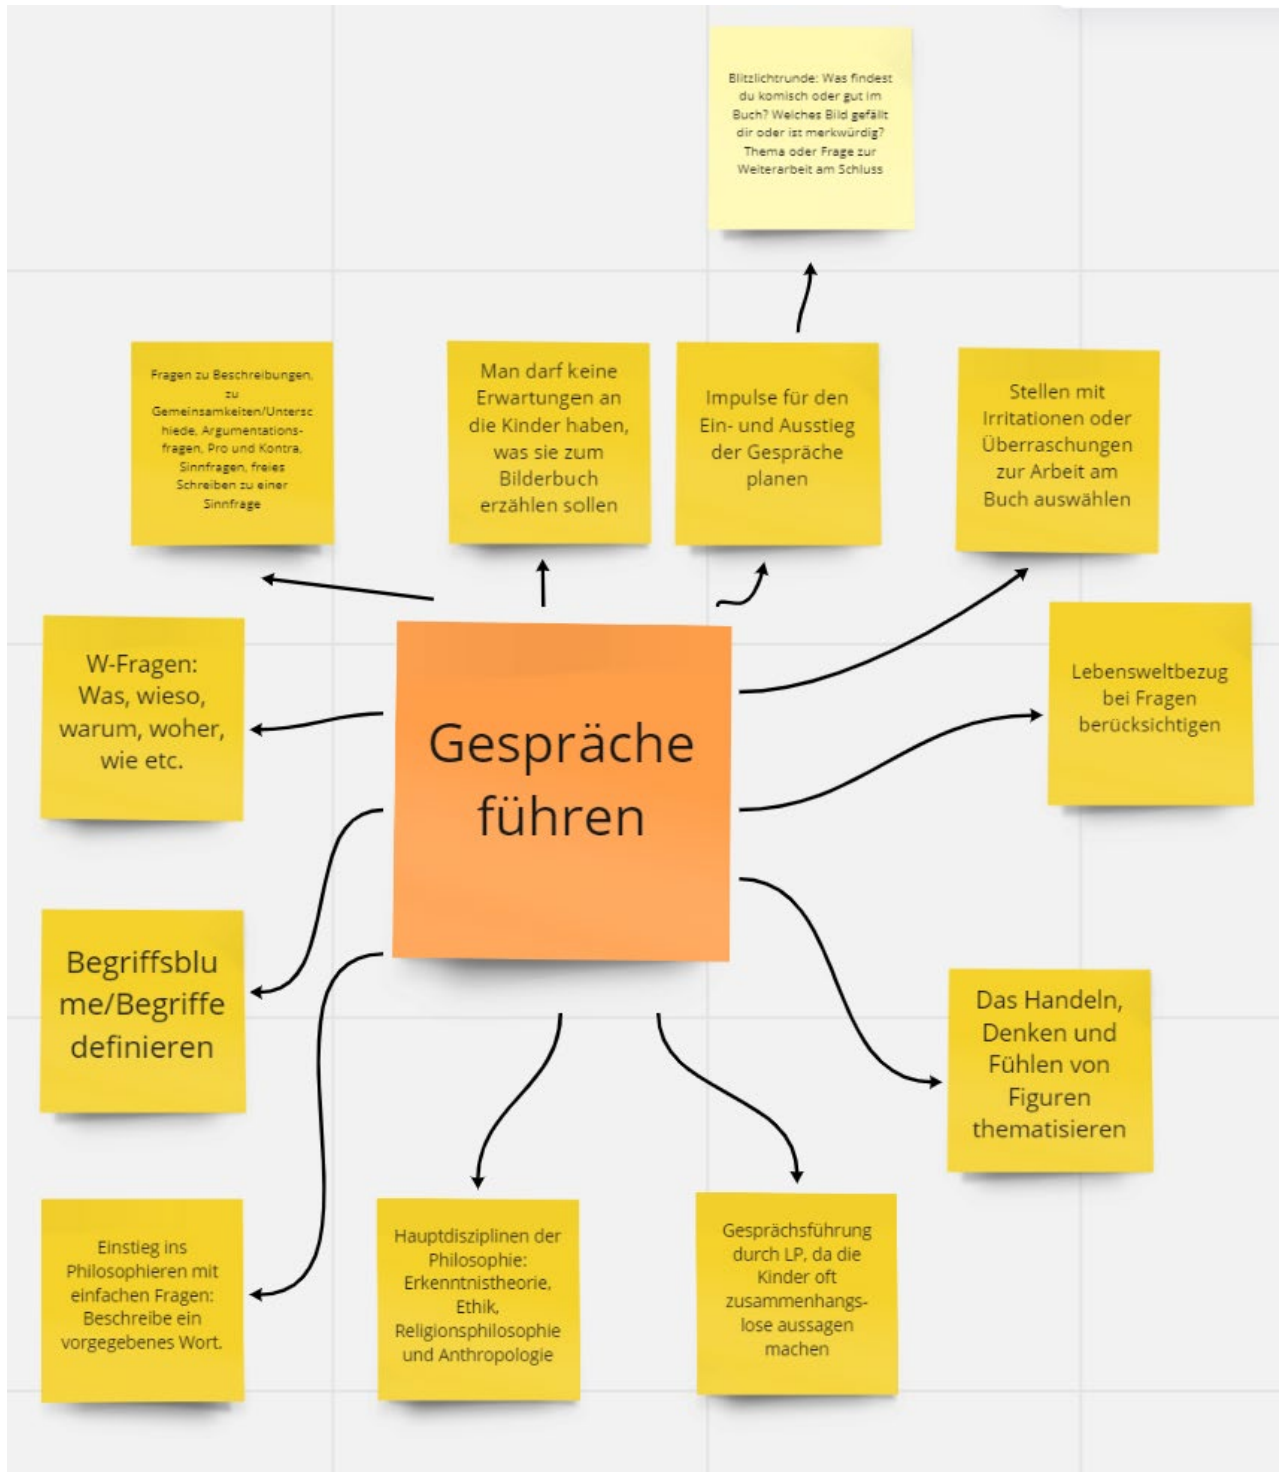 Blitzlichtrunde: Was findest
du komisch oder gut im
Buch? Welches Bild gefällt
dir oder ist merkwürdig?
Thema oder Frage zur
Weiterarbeit am Schluss
Fragen zu Beschreibungen,
zu
Gemeinsamkeiten/Untersc
hiede, Argumentations-
fragen, Pro und Kontra,
Sinnfragen, freies
Schreiben zu einer
Sinnfrage
Man darf keine
Erwartungen an
die Kinder haben,
was sie zum
Bilderbuch
erzählen sollen
Impulse für den
Ein- und Ausstieg
der Gespräche
planen
Stellen mit
Irritationen oder
Überraschungen
zur Arbeit am
Buch auswählen
W-Fragen:
Was, wieso,
warum, woher,
wie etc.
Gespräche
führen
Lebensweltbezug
bei Fragen
berücksichtigen
Begriffsblu
me/Begriffe
definieren
Das Handeln,
Denken und
Fühlen von
Figuren
thematisieren
Einstieg ins
Philosophieren mit
einfachen Fragen:
Beschreibe ein
vorgegebenes Wort.
Hauptdisziplinen der
Philosophie:
Erkenntnistheorie,
Ethik,
Religionsphilosophie
und Anthropologie
Gesprächsführung
durch LP, da die
Kinder oft
zusammenhangs-
lose aussagen
machen